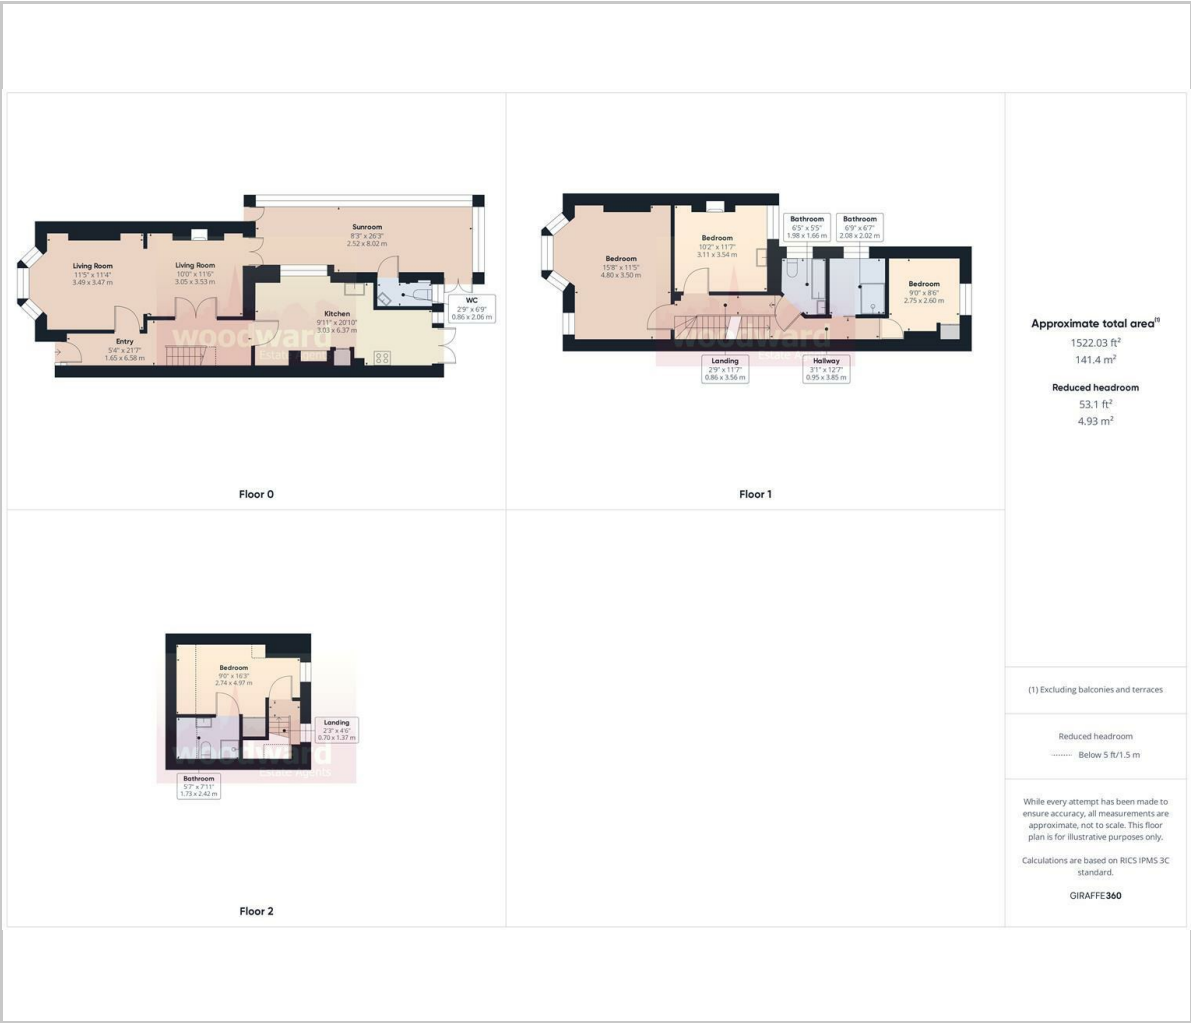 Sunroom
8'3" x 26'3"
2.52 x 8.02 m
Living Room
11'5" x 11'4"
3.49 x 3.47 m
Living Room
10'0" x 11'6"
3.05 x 3.53 m
WC
2'9" x 6'9"
0.86 x 2.06 m
Kitchen
9'11" x 20'10"
3.03 x 6.37 m
Entry
5'4" x 21'7"
1.65 x 6.58 m
woodward
Estate Agents
Floor 0
Bathroom
6'5" x 5'5"
1.98 x 1.66 m
Bathroom
6'9" x 6'7"
2.08 x 2.02 m
Bedroom
10'2" x 11'7"
3.11 x 3.54 m
Bedroom
15'8" x 11'5"
4.80 x 3.50 m
Bedroom
9'0" x 8'6"
2.75 x 2.60 m
woodward
Estate Agents
Landing
2'9" x 11'7"
0.86 x 3.56 m
Hallway
3'1" x 12'7"
0.95 x 3.85 m
Floor 1
Bedroom
9'0" x 16'3"
2.74 x 4.97 m
Landing
2'3" x 4'6"
0.70 x 1.37 m
woodward
Estate Agents
Bathroom
5'7" x 7'11"
1.73 x 2.42 m
Floor 2
Approximate total area(1)
1522.03 ft²
141.4 m²
Reduced headroom
53.1 ft²
4.93 m²
(1) Excluding balconies and terraces
Reduced headroom
Below 5 ft/1.5 m
While every attempt has been made to
ensure accuracy, all measurements are
approximate, not to scale. This floor
plan is for illustrative purposes only.
Calculations are based on RICS IPMS 3C
standard.
GIRAFFE360